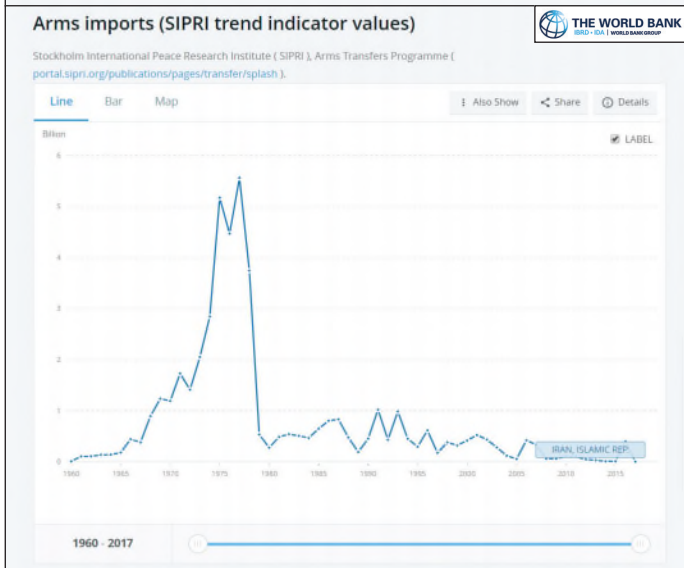 Arms imports (SIPRI trend indicator values)
THE WORLD BANK
IBRD • IDA | WORLD BANK GROUP
Stockholm International Peace Research Institute ( SIPRI ), Arms Transfers Programme (
portal.sipri.org/publications/pages/transfer/splash ).
Line Bar Map Also Show Share Details
Billion LABEL
6
5
4
3
2
1
0
IRAN, ISLAMIC REP.
1960 1965 1970 1975 1980 1985 1990 1995 2000 2005 2010 2015
1960 - 2017